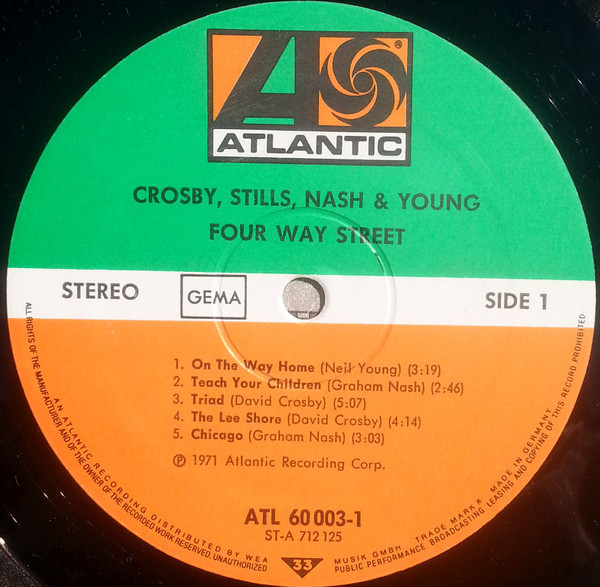 ®
ATLANTIC
CROSBY, STILLS, NASH & YOUNG
FOUR WAY STREET
STEREO
GEMA
SIDE 1
1. On The Way Home (Neil Young) (3:19)
2. Teach Your Children (Graham Nash) (2:46)
3. Triad (David Crosby) (5:07)
4. The Lee Shore (David Crosby) (4:14)
5. Chicago (Graham Nash) (3:03)
Ⓟ 1971 Atlantic Recording Corp.
ATL 60 003-1
ST-A 712 125
33
AN ATLANTIC RECORDING DISTRIBUTED BY WEA MUSIK GMBH TRADE MARK® MADE IN GERMANY
ALL RIGHTS OF THE MANUFACTURER AND OF THE OWNER OF THE RECORDED WORK RESERVED. UNAUTHORIZED PUBLIC PERFORMANCE BROADCASTING LEASING AND COPYING OF THIS RECORD PROHIBITED